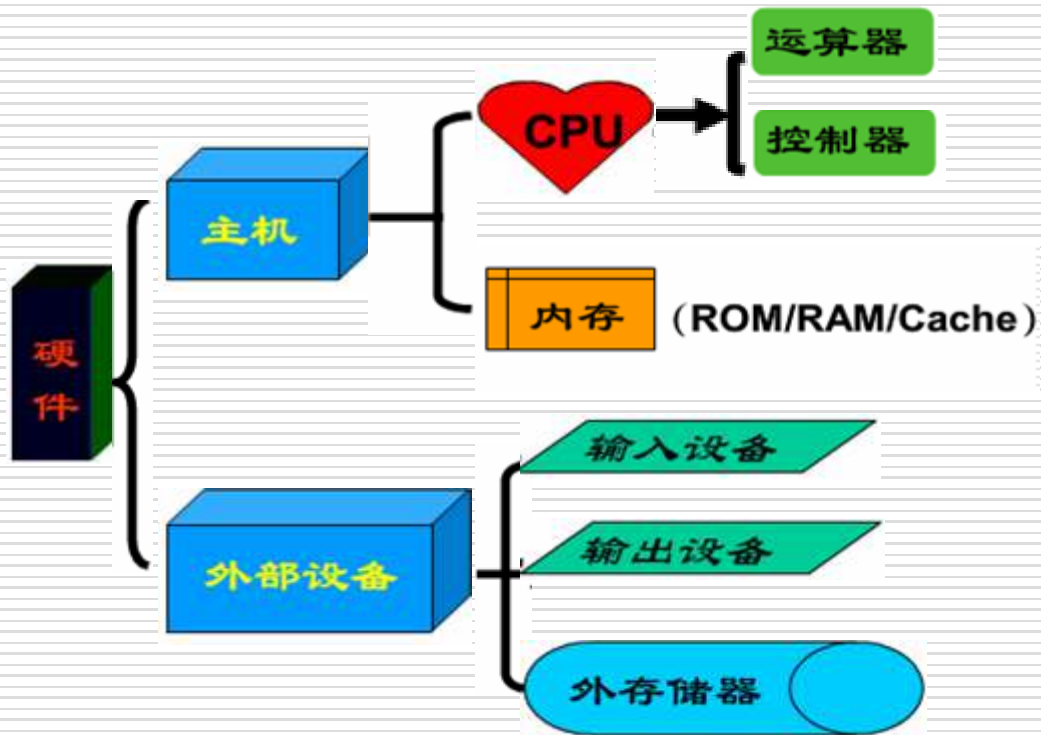 运算器
CPU
控制器
主机
内存 (ROM/RAM/Cache)
硬
件
输入设备
输出设备
外部设备
外存储器